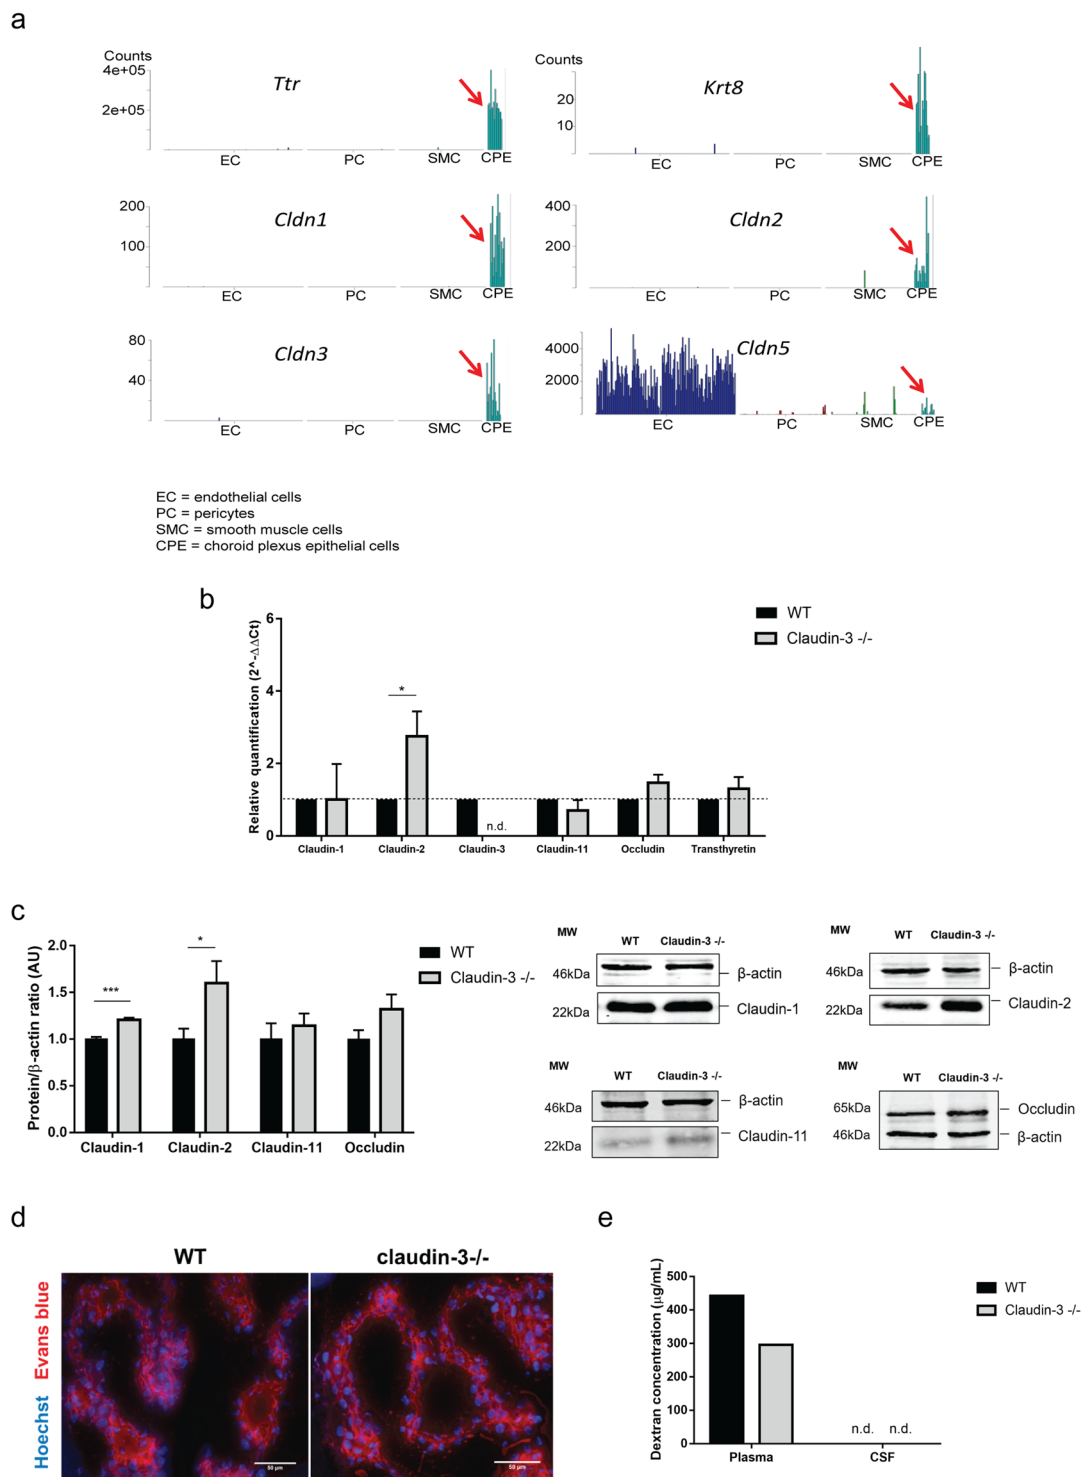 a
Counts
4e+05
2e+05
Ttr
EC PC SMC CPE
Counts
20
10
Krt8
EC PC SMC CPE
200
100
Cldn1
EC PC SMC CPE
400
200
Cldn2
EC PC SMC CPE
80
40
Cldn3
EC PC SMC CPE
4000
2000
Cldn5
EC PC SMC CPE
EC = endothelial cells
PC = pericytes
SMC = smooth muscle cells
CPE = choroid plexus epithelial cells
b
Relative quantification (2^-ΔΔCt)
6
4
2
0
*
n.d.
Claudin-1 Claudin-2 Claudin-3 Claudin-11 Occludin Transthyretin
WT
Claudin-3 -/-
c
Protein/β-actin ratio (AU)
2.0
1.5
1.0
0.5
0.0
***
*
Claudin-1 Claudin-2 Claudin-11 Occludin
WT
Claudin-3 -/-
MW WT Claudin-3 -/-
46kDa β-actin
22kDa Claudin-1
MW WT Claudin-3 -/-
46kDa β-actin
22kDa Claudin-2
MW WT Claudin-3 -/-
46kDa β-actin
22kDa Claudin-11
MW WT Claudin-3 -/-
65kDa Occludin
46kDa β-actin
d
WT claudin-3-/-
Hoechst Evans blue
50 µm
50 µm
e
Dextran concentration (µg/mL)
500
400
300
200
100
0
n.d. n.d.
Plasma CSF
WT
Claudin-3 -/-